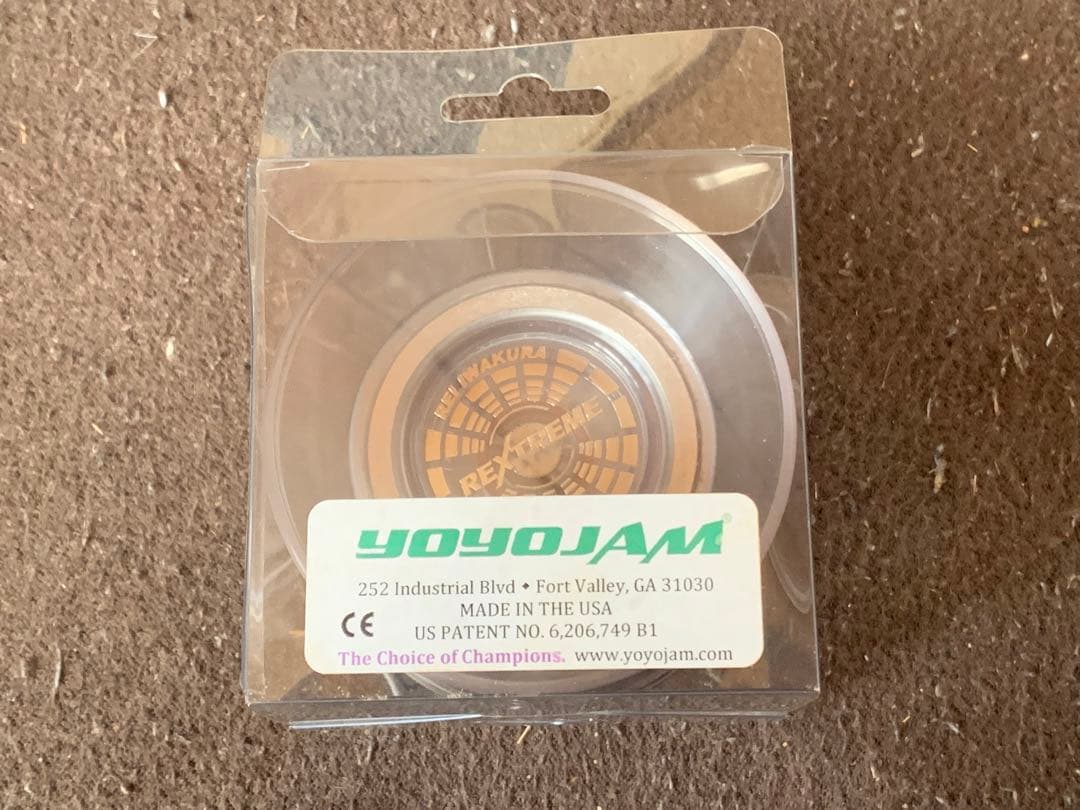 REI IWAKURA
REXTREME
YOYOJAM®
252 Industrial Blvd ◆ Fort Valley, GA 31030
MADE IN THE USA
CE
US PATENT NO. 6,206,749 B1
The Choice of Champions. www.yoyojam.com